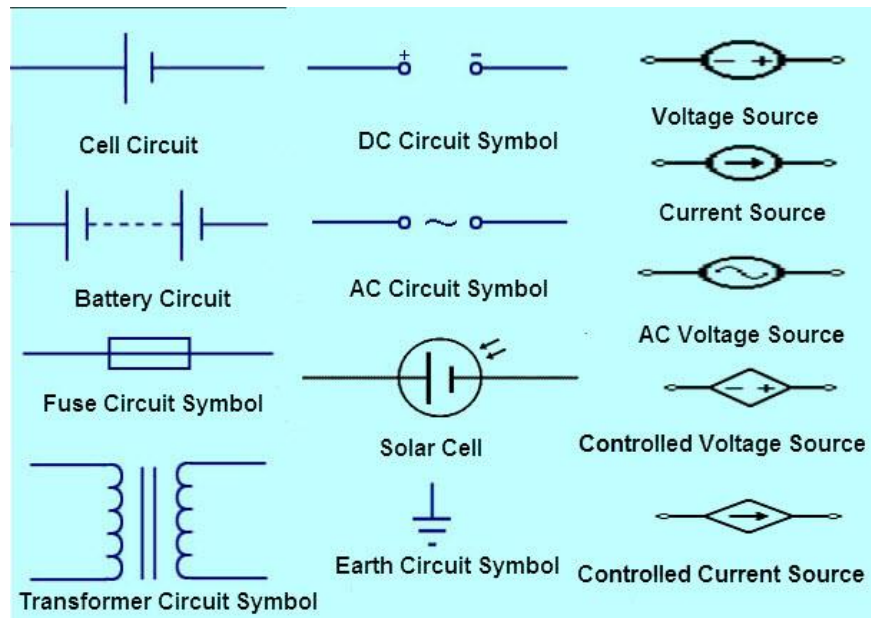 Cell Circuit
Battery Circuit
Fuse Circuit Symbol
Transformer Circuit Symbol
+ -
DC Circuit Symbol
~
AC Circuit Symbol
Solar Cell
Earth Circuit Symbol
- +
Voltage Source
Current Source
AC Voltage Source
- +
Controlled Voltage Source
Controlled Current Source